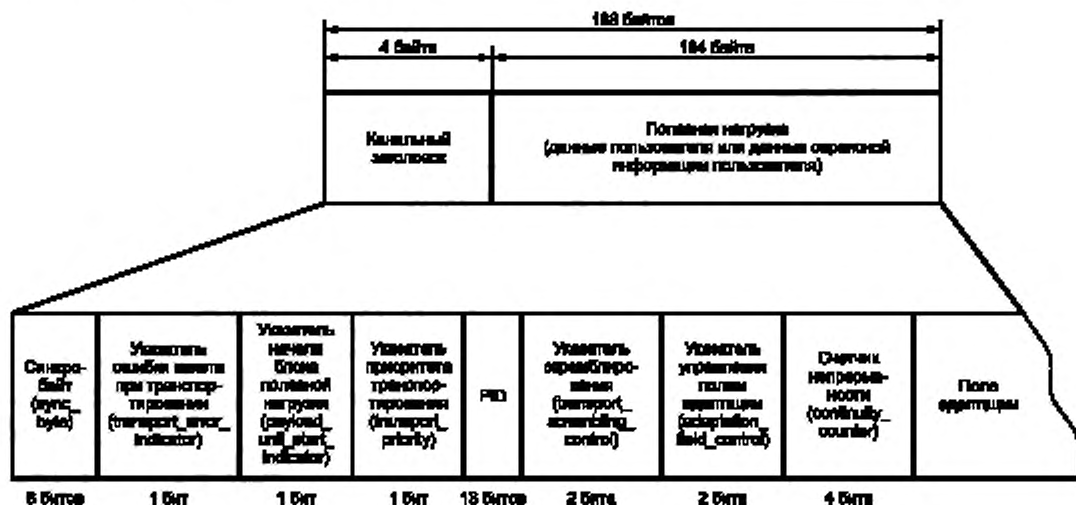 188 байтов
4 байта
184 байта
Канальный
заголовок
Полезная нагрузка
(данные пользователя или данные сервисной
информации пользователя)
Синхро-
байт
(sync_
byte)
Указатель
ошибки пакета
при транспор-
тировании
(transport_error_
indicator)
Указатель
начала
блока
полезной
нагрузки
(payload_
unit_start_
indicator)
Указатель
приоритета
транспор-
тирования
(transport_
priority)
PID
Указатель
скремблиро-
вания
(transport_
scrambling_
control)
Указатель
управления
полем
адаптации
(adaptation_
field_control)
Счетчик
непрерыв-
ности
(continuity_
counter)
Поле
адаптации
8 битов
1 бит
1 бит
1 бит
13 битов
2 бита
2 бита
4 бита